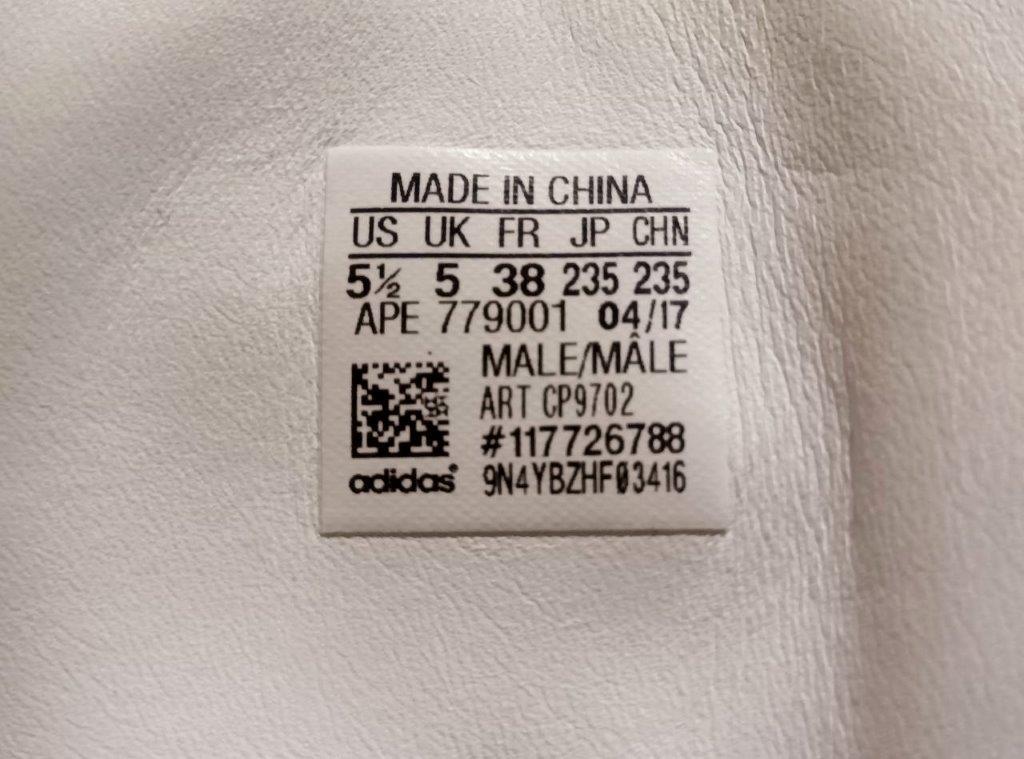 MADE IN CHINA
US UK FR JP CHN
5½ 5 38 235 235
APE 779001 04/17
MALE/MÂLE
ART CP9702
#117726788
adidas® 9N4YBZHF03416